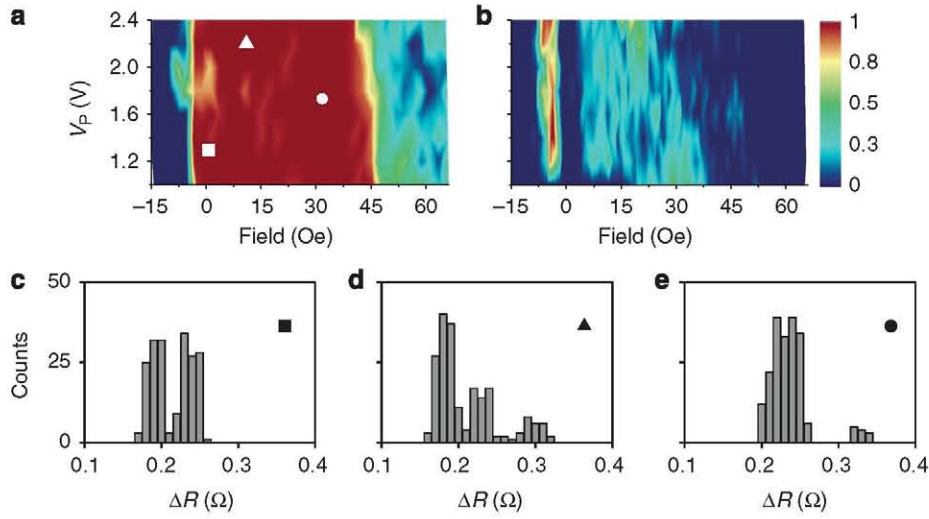 a
b
2.4
2.0
1.6
1.2
V_P (V)
–15 0 15 30 45 60
Field (Oe)
–15 0 15 30 45 60
Field (Oe)
1
0.8
0.5
0.3
0
c
d
e
50
25
0
Counts
0.1 0.2 0.3 0.4
ΔR (Ω)
0.1 0.2 0.3 0.4
ΔR (Ω)
0.1 0.2 0.3 0.4
ΔR (Ω)